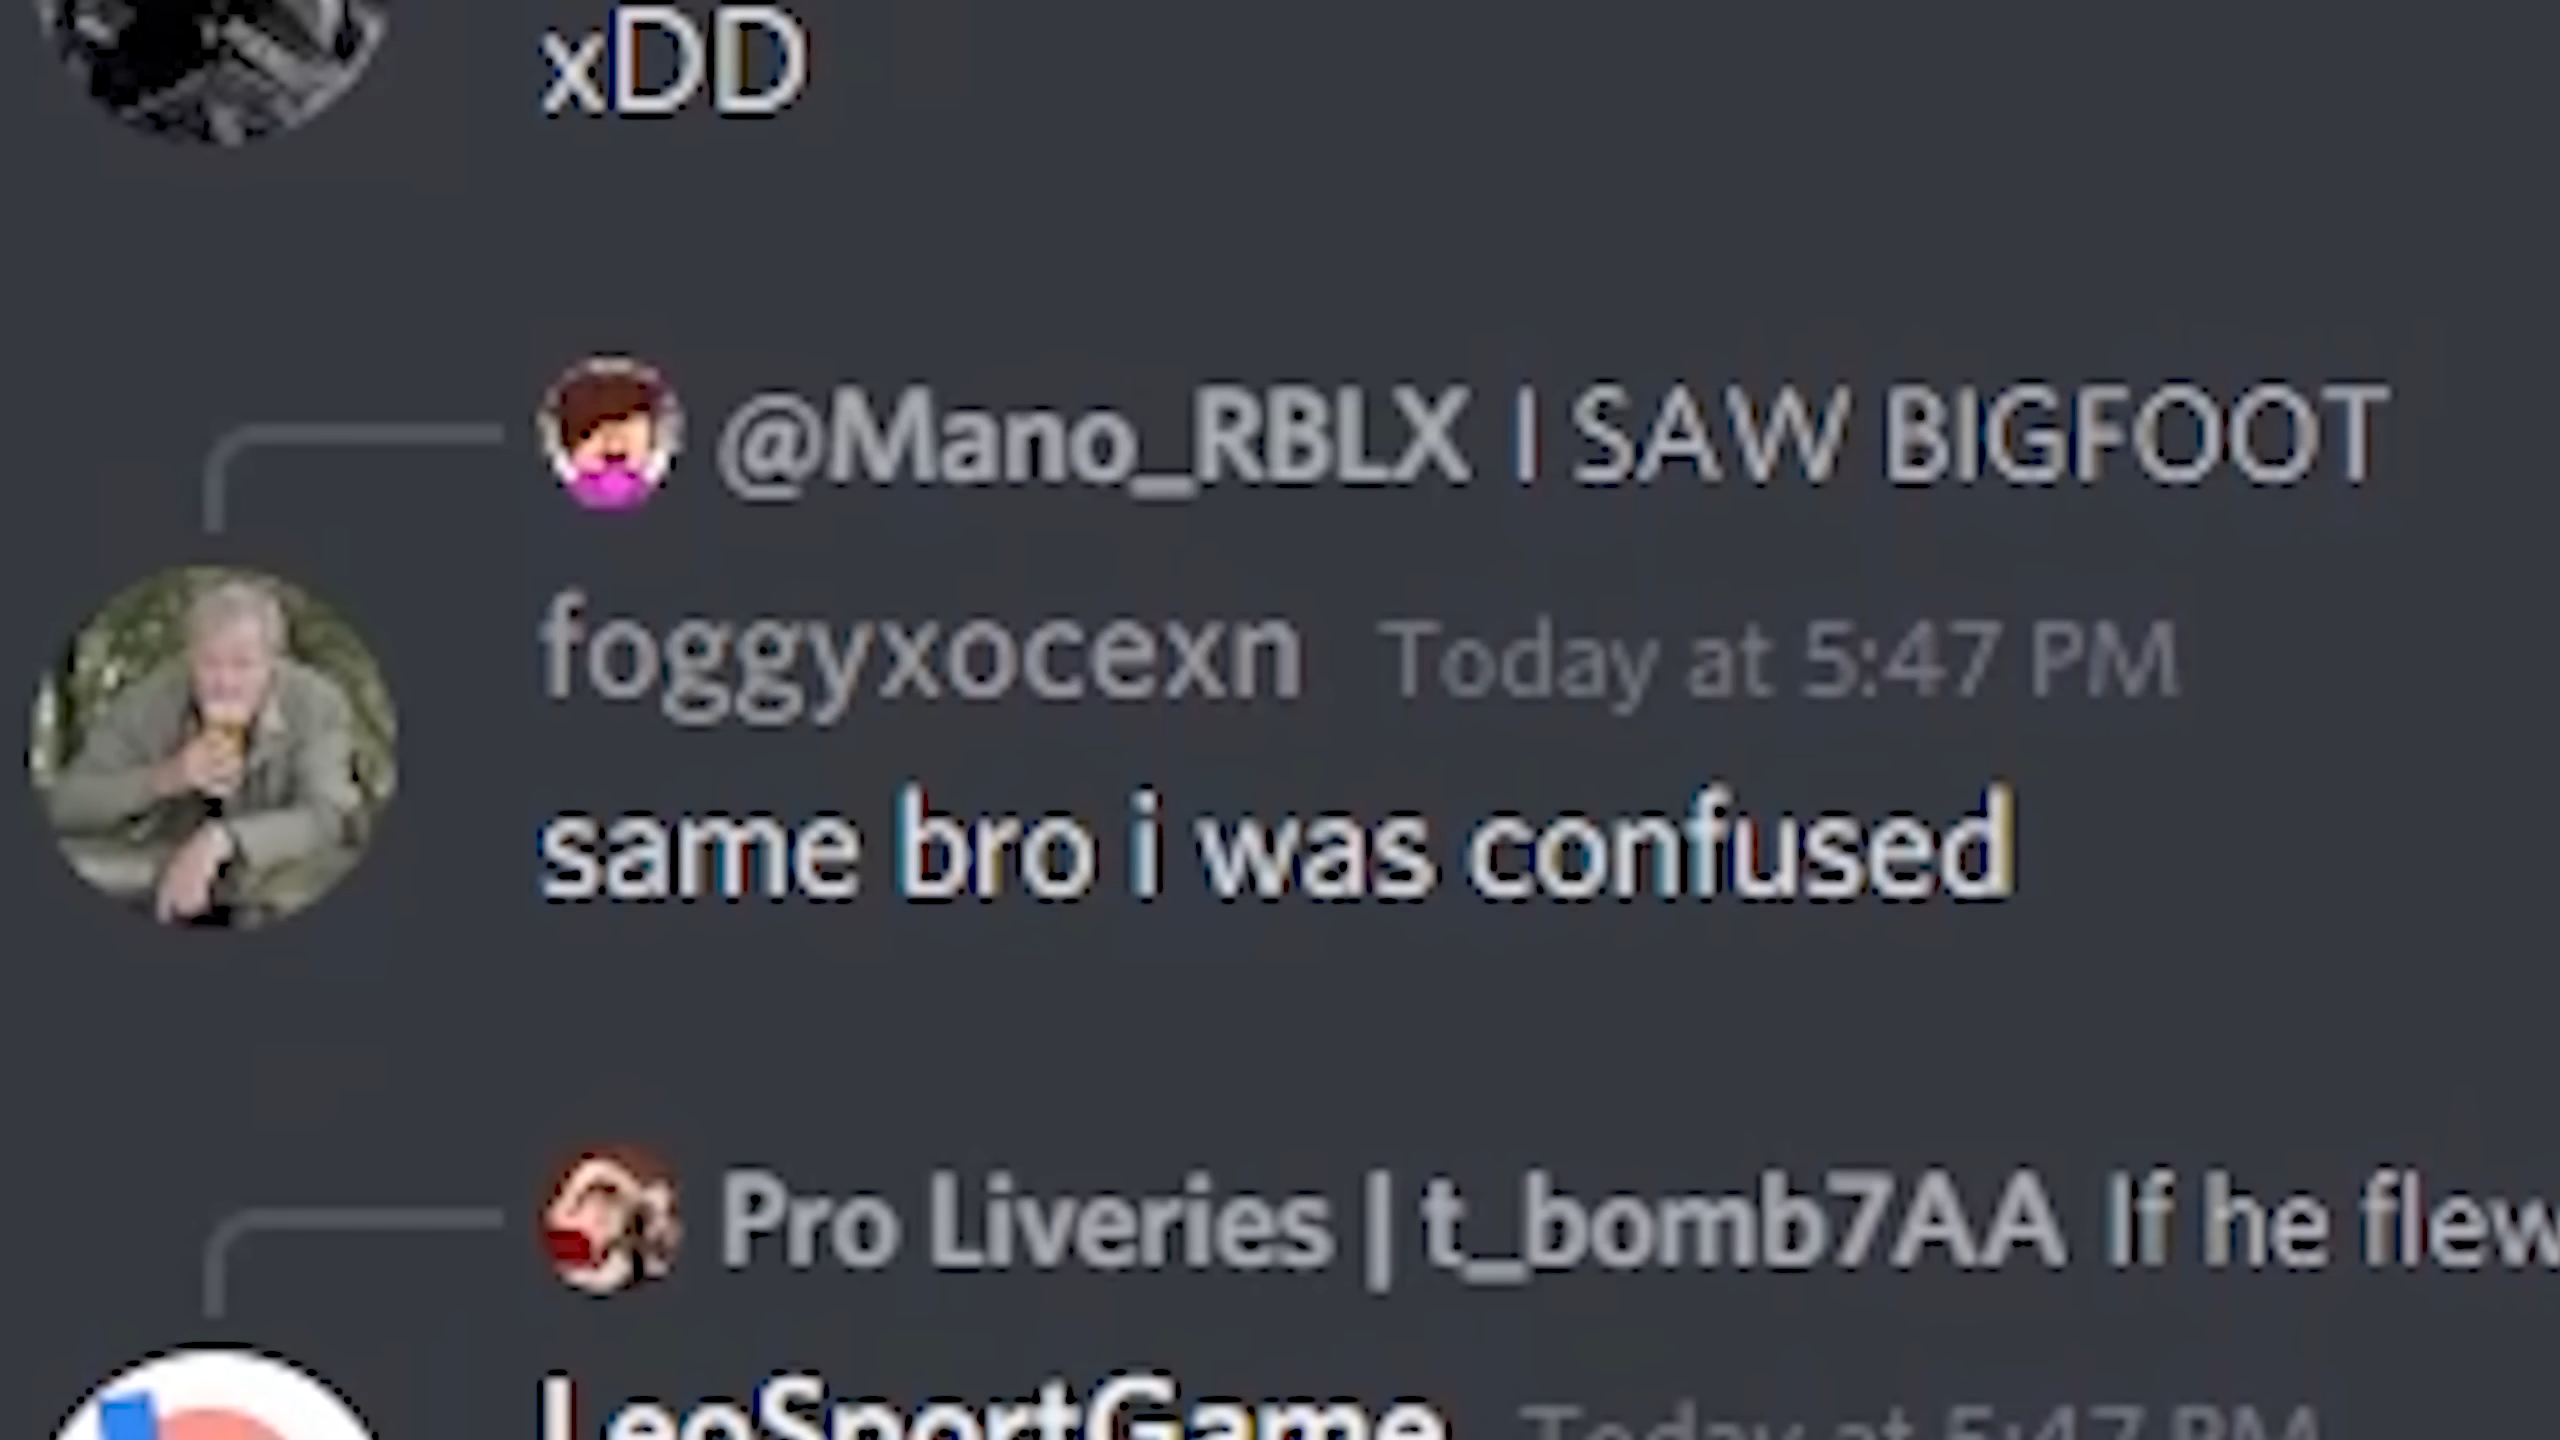 xDD
@Mano_RBLX I SAW BIGFOOT
foggyxocexn Today at 5:47 PM
same bro i was confused
Pro Liveries | t_bomb7AA If he flew
LeoSportGame Today at 5:47 PM